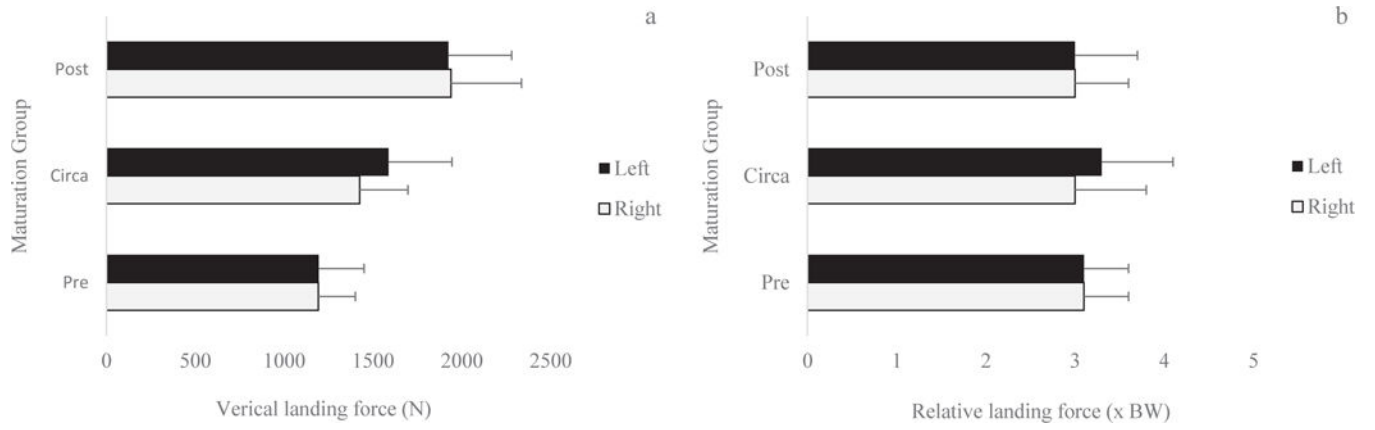 a
Maturation Group
Post
Circa
Pre
Left
Right
0 500 1000 1500 2000 2500
Verical landing force (N)
b
Maturation Group
Post
Circa
Pre
Left
Right
0 1 2 3 4 5
Relative landing force (x BW)